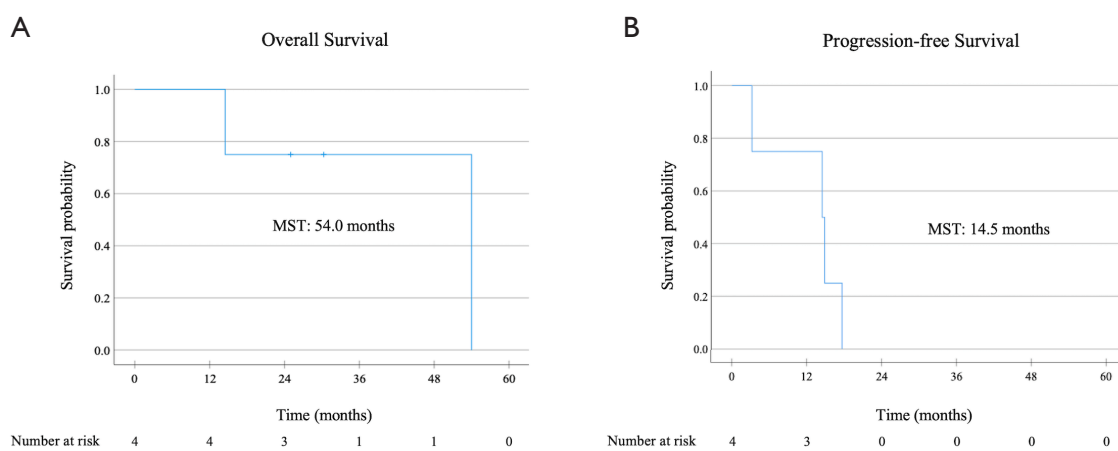 A
Overall Survival
1.0
0.8
0.6
0.4
0.2
0.0
Survival probability
MST: 54.0 months
0 12 24 36 48 60
Time (months)
Number at risk 4 4 3 1 1 0
B
Progression-free Survival
1.0
0.8
0.6
0.4
0.2
0.0
Survival probability
MST: 14.5 months
0 12 24 36 48 60
Time (months)
Number at risk 4 3 0 0 0 0